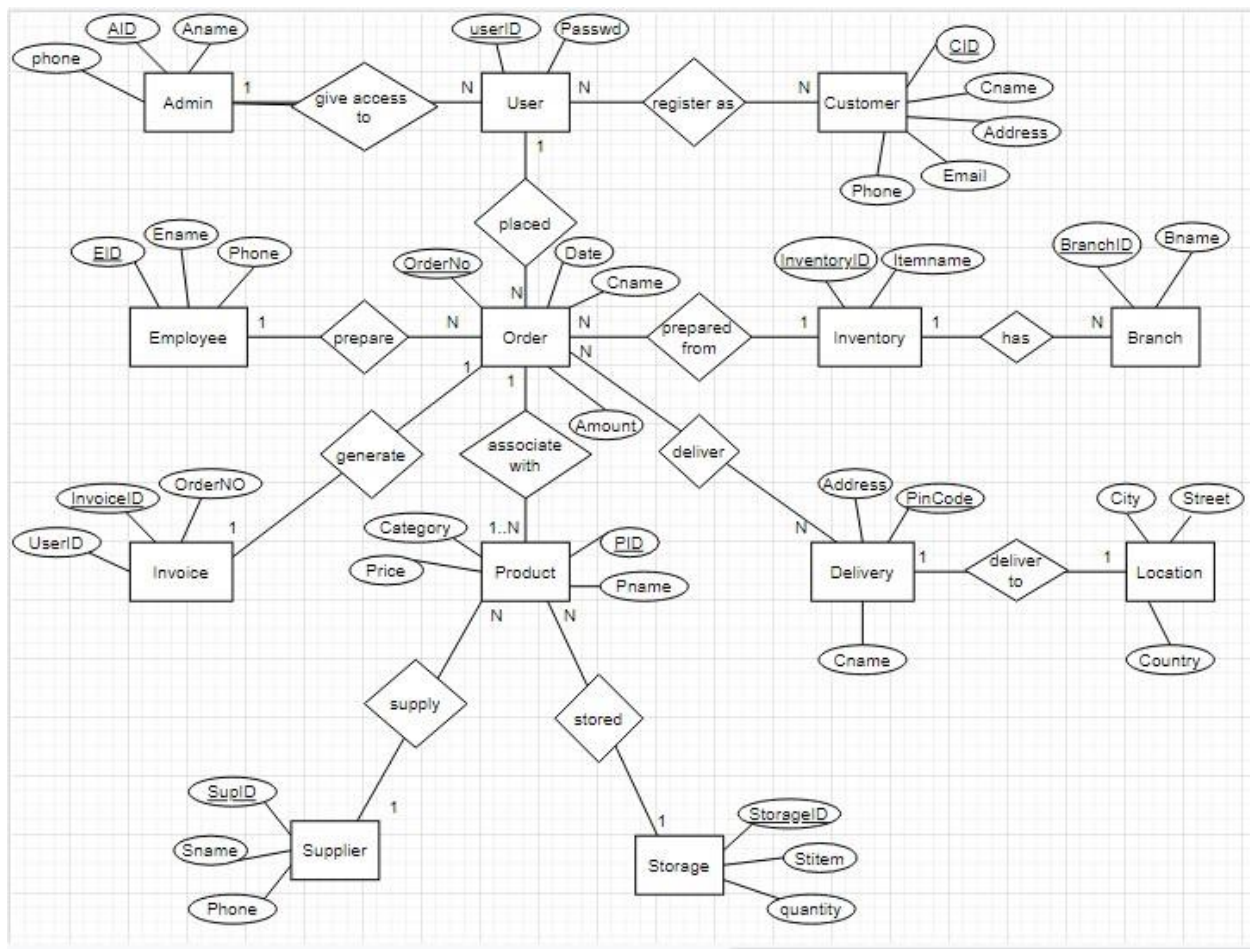 AID
Aname
userID
Passwd
CID
phone
Admin
1
give access
to
N
User
N
register as
N
Customer
Cname
Address
Email
Phone
1
placed
EID
Ename
Phone
OrderNo
Date
Cname
InventoryID
Itemname
BranchID
Bname
N
Employee
1
prepare
N
Order
N
prepared
from
1
Inventory
1
has
N
Branch
1
1
N
Amount
generate
associate
with
deliver
InvoiceID
OrderNO
UserID
1
Invoice
Category
Price
1..N
Product
PID
Pname
Address
PinCode
N
Delivery
1
deliver
to
1
Location
City
Street
Cname
Country
N
N
supply
stored
SupID
Sname
Phone
1
Supplier
1
Storage
StorageID
Stitem
quantity